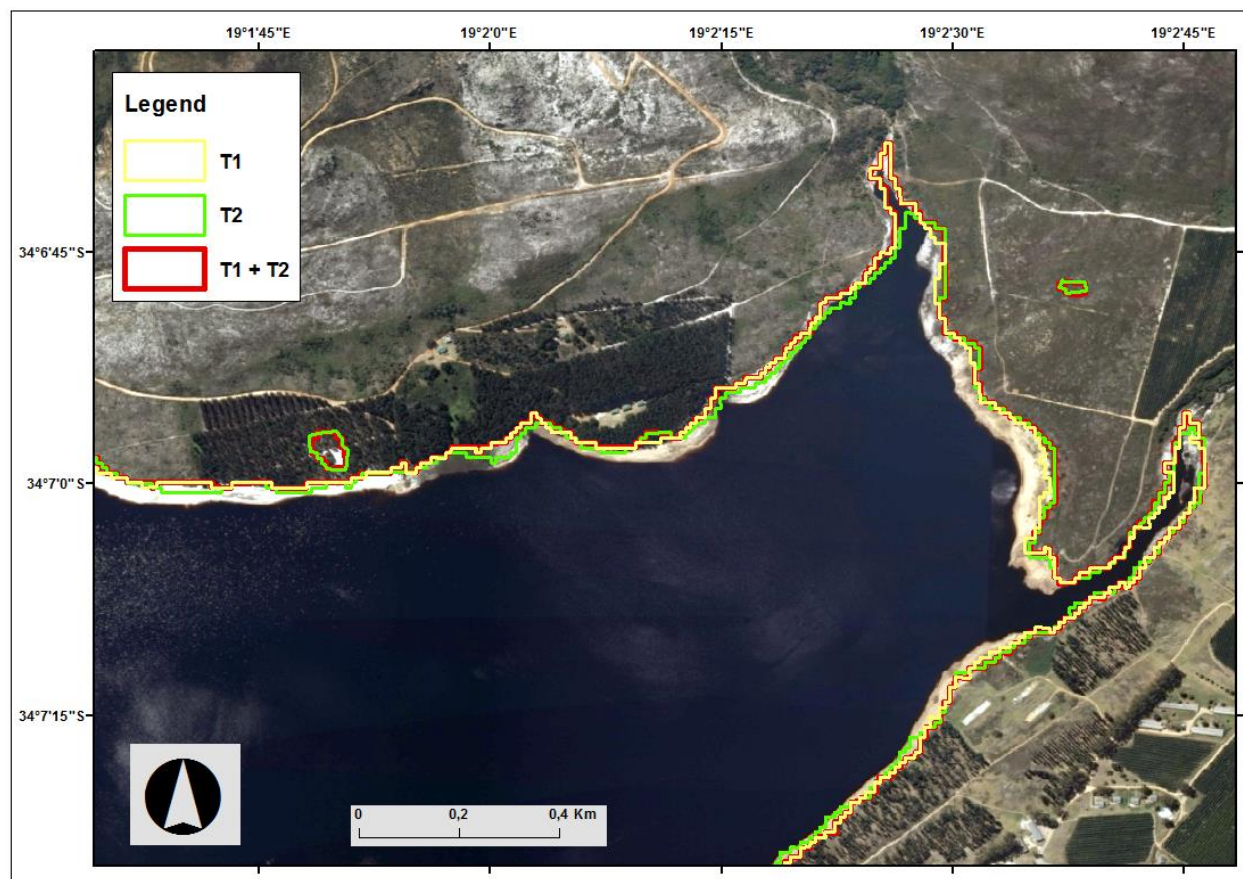 19°1'45"E 19°2'0"E 19°2'15"E 19°2'30"E 19°2'45"E
Legend
T1
T2
T1 + T2
34°6'45"S
34°7'0"S
34°7'15"S
0 0,2 0,4 Km